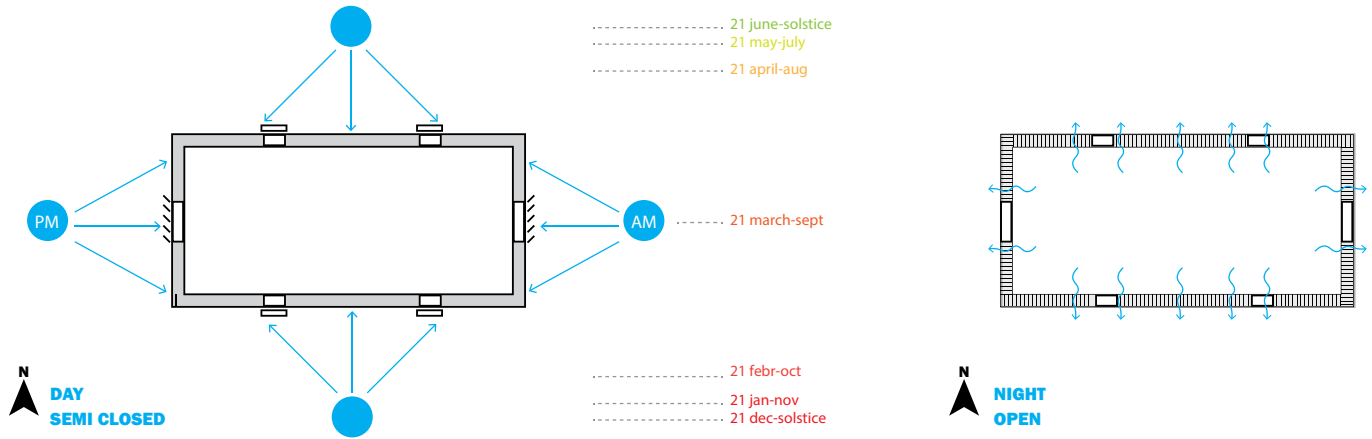 21 june-solstice
21 may-july
21 april-aug
PM
AM
21 march-sept
21 febr-oct
21 jan-nov
21 dec-solstice
N
DAY
SEMI CLOSED
N
NIGHT
OPEN